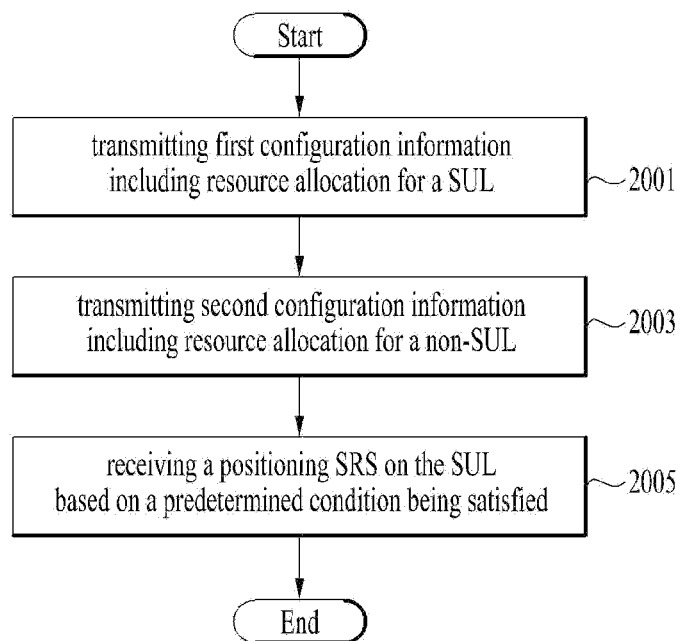 Start
transmitting first configuration information
including resource allocation for a SUL
2001
transmitting second configuration information
including resource allocation for a non-SUL
2003
receiving a positioning SRS on the SUL
based on a predetermined condition being satisfied
2005
End